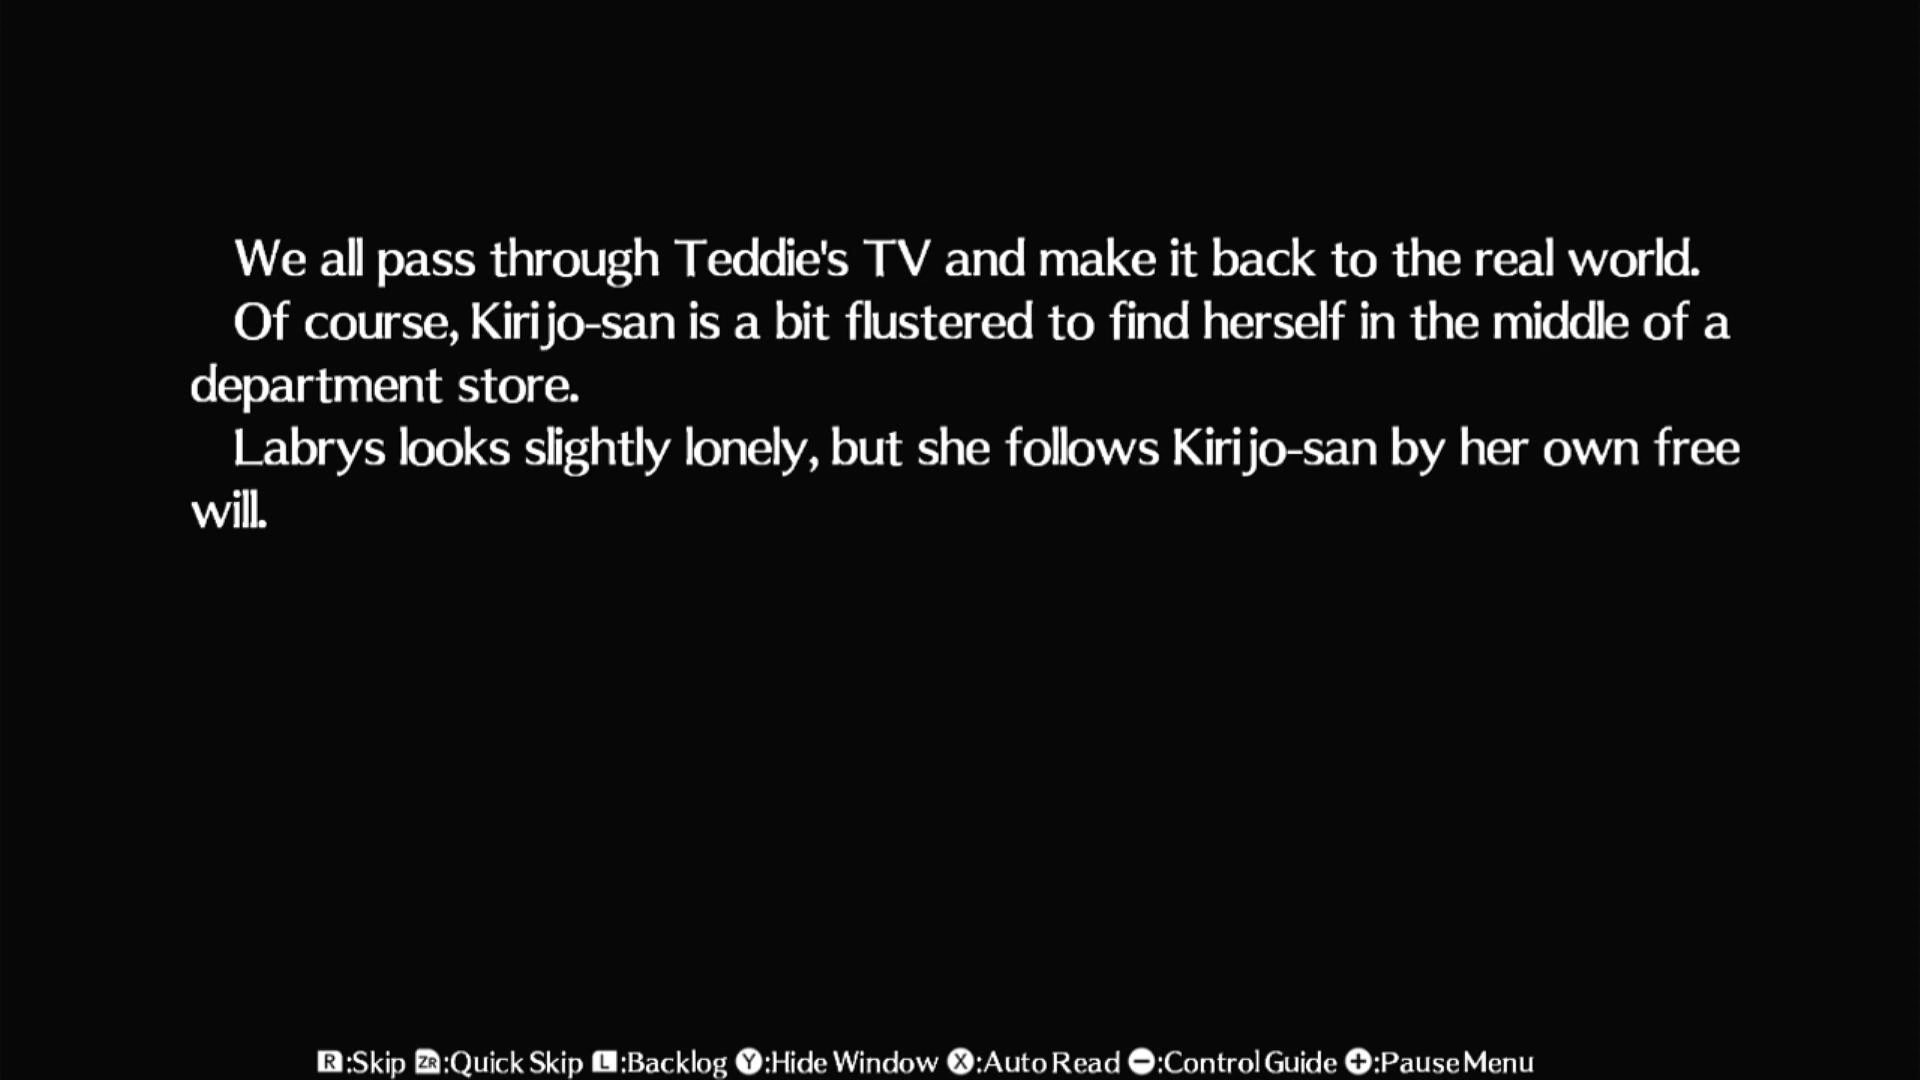 We all pass through Teddie's TV and make it back to the real world.
Of course, Kirijo-san is a bit flustered to find herself in the middle of a
department store.
Labrys looks slightly lonely, but she follows Kirijo-san by her own free
will.
R:Skip ZR:Quick Skip L:Backlog Y:Hide Window X:Auto Read -:Control Guide +:Pause Menu